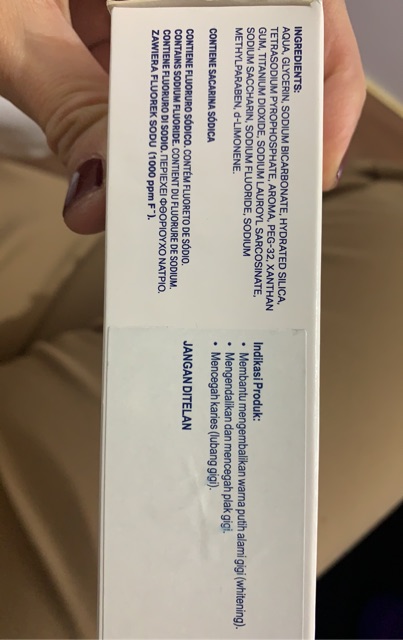 INGREDIENTS:
AQUA, GLYCERIN, SODIUM BICARBONATE, HYDRATED SILICA,
TETRASODIUM PYROPHOSPHATE, AROMA, PEG-32, XANTHAN
GUM, TITANIUM DIOXIDE, SODIUM LAUROYL SARCOSINATE,
SODIUM SACCHARIN, SODIUM FLUORIDE, SODIUM
METHYLPARABEN, d-LIMONENE.
CONTIENE SACARINA SÓDICA
CONTIENE FLUORURO SÓDICO. CONTÉM FLUORETO DE SÓDIO.
CONTAINS SODIUM FLUORIDE. CONTIENT DU FLUORURE DE SODIUM.
CONTIENE FLUORURO DI SODIO. ΠΕΡΙΕΧΕΙ ΦΘΟΡΙΟΥΧΟ ΝΑΤΡΙΟ.
ZAWIERA FLUOREK SODU (1100 ppm F⁻).
Indikasi Produk:
• Membantu mengembalikan warna putih alami gigi (whitening).
• Mengendalikan dan mencegah plak gigi.
• Mencegah karies (lubang gigi).
JANGAN DITELAN